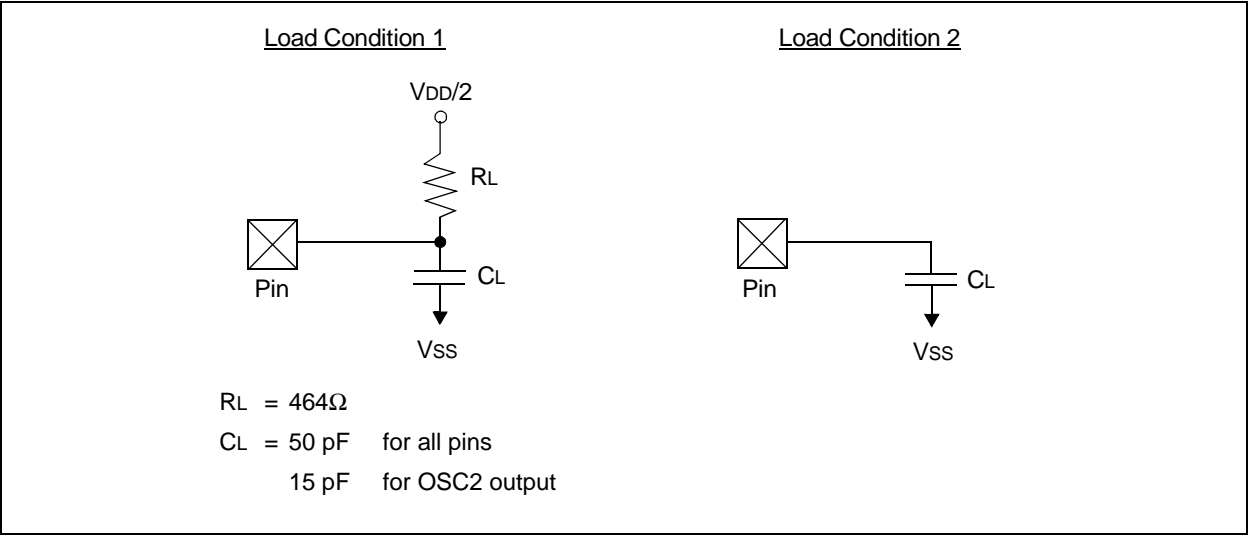 Load Condition 1
VDD/2
RL
Pin
CL
VSS
RL = 464Ω
CL = 50 pF for all pins
15 pF for OSC2 output
Load Condition 2
Pin
CL
VSS